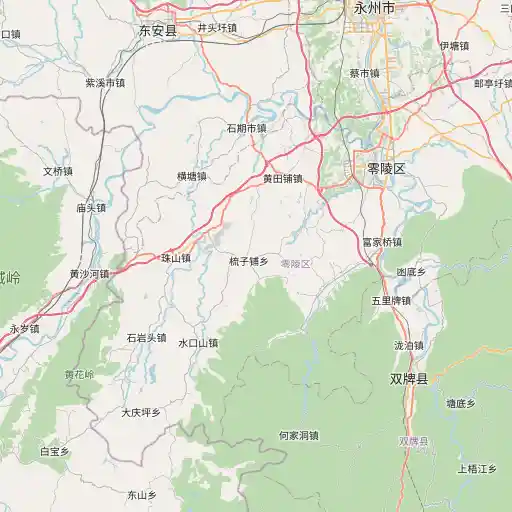 永州市
东安县
井头圩镇
口镇
伊塘镇
蔡市镇
紫溪市镇
邮亭圩镇
石期市镇
文桥镇
横塘镇
黄田铺镇
零陵区
庙头镇
富家桥镇
珠山镇
梳子铺乡
零陵区
黄沙河镇
凼底乡
五里牌镇
永岁镇
石岩头镇
水口山镇
泷泊镇
黄花岭
双牌县
大庆坪乡
塘底乡
何家洞镇
双牌县
白宝乡
上梧江乡
东山乡